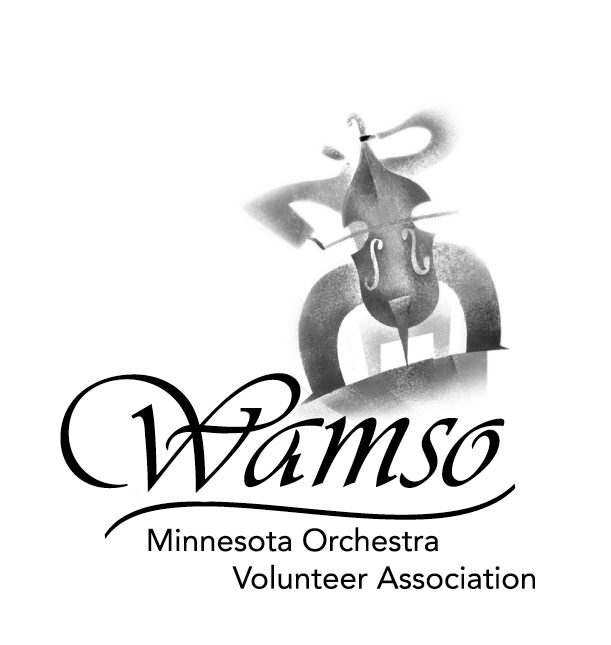 Wamso
Minnesota Orchestra
Volunteer Association